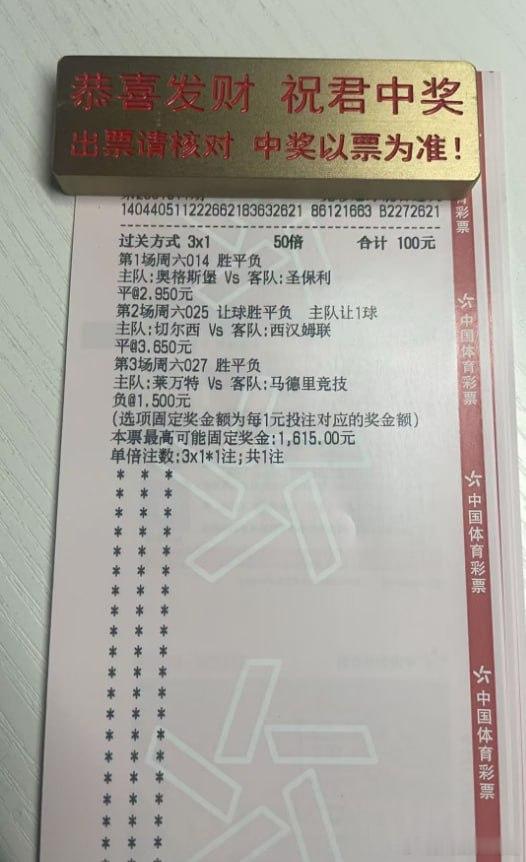 恭喜发财 祝君中奖
出票请核对 中奖以票为准!
140440511222662183632621 86121663 B2272621
过关方式 3x1 50倍 合计 100元
第1场周六014 胜平负
主队:奥格斯堡 Vs 客队:圣保利
平@2.950元
第2场周六025 让球胜平负 主队让1球
主队:切尔西 Vs 客队:西汉姆联
平@3.650元
第3场周六027 胜平负
主队:莱万特 Vs 客队:马德里竞技
负@1.500元
(选项固定奖金额为每1元投注对应的奖金额)
本票最高可能固定奖金:1,615.00元
单倍注数:3x1*1注;共1注
彩票
中国体育彩票
中国体育彩票
中国体育彩票